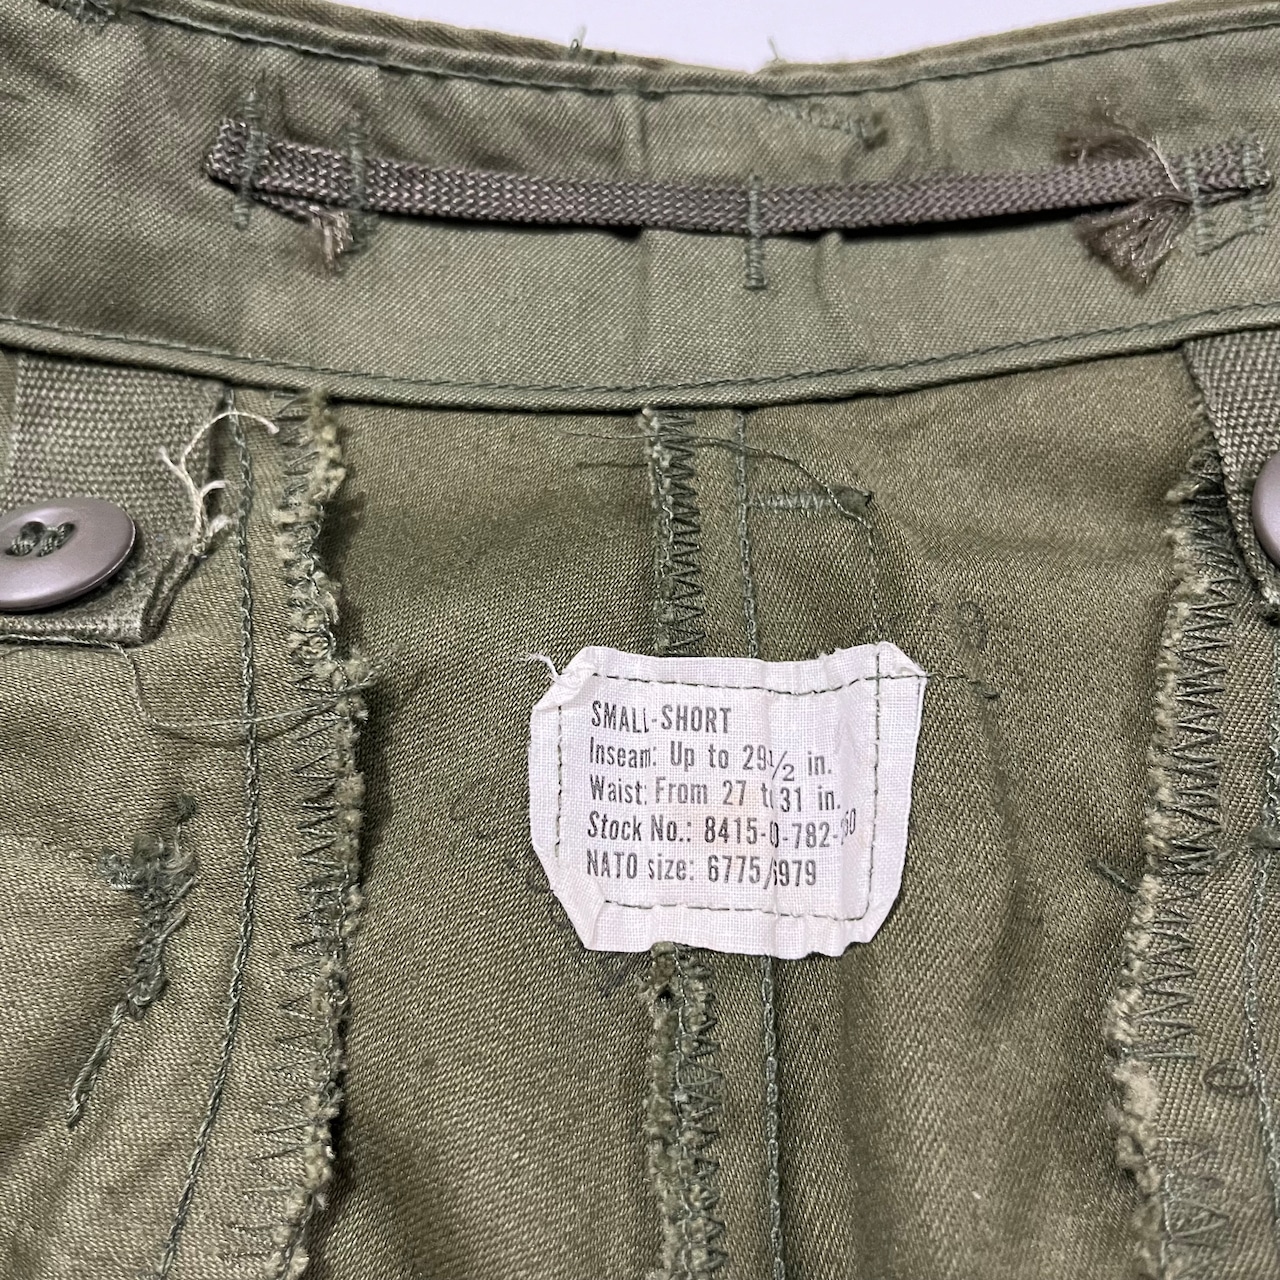 SMALL-SHORT
Inseam: Up to 29½ in.
Waist: From 27 to 31 in.
Stock No.: 8415-
NATO size: 6775/6979